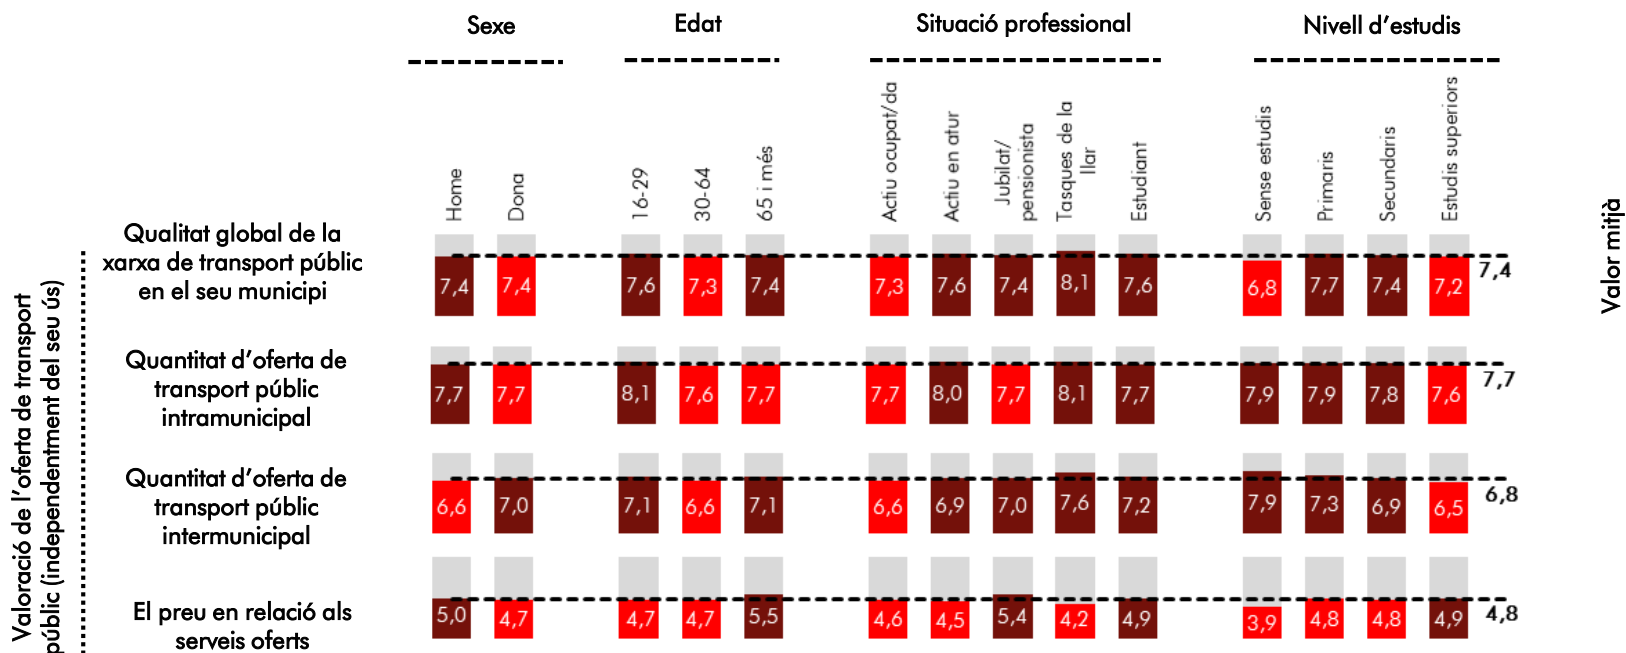 Sexe
Edat
Situació professional
Nivell d'estudis
Home
Dona
16-29
30-64
65 i més
Actiu ocupat/da
Actiu en atur
Jubilat/
pensionista
Tasques de la
llar
Estudiant
Sense estudis
Primaris
Secundaris
Estudis superiors
Valor mitjà
Valoració de l'oferta de transport
públic (independentment del seu ús)
Qualitat global de la
xarxa de transport públic
en el seu municipi
7,4 7,4 7,6 7,3 7,4 7,3 7,6 7,4 8,1 7,6 6,8 7,7 7,4 7,2 7,4
Quantitat d'oferta de
transport públic
intramunicipal
7,7 7,7 8,1 7,6 7,7 7,7 8,0 7,7 8,1 7,7 7,9 7,9 7,8 7,6 7,7
Quantitat d'oferta de
transport públic
intermunicipal
6,6 7,0 7,1 6,6 7,1 6,6 6,9 7,0 7,6 7,2 7,9 7,3 6,9 6,5 6,8
El preu en relació als
serveis oferts
5,0 4,7 4,7 4,7 5,5 4,6 4,5 5,4 4,2 4,9 3,9 4,8 4,8 4,9 4,8